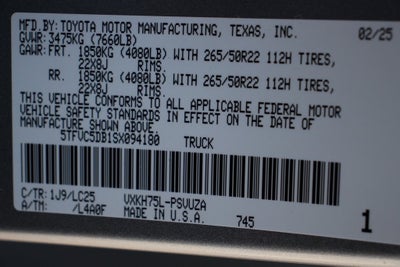 MFD.BY:TOYOTA MOTOR MANUFACTURING, TEXAS, INC. 02/25
GVWR: 3475KG (7660LB)
GAWR:FRT. 1850KG (4080LB) WITH 265/50R22 112H TIRES,
22X8J RIMS,
RR. 1850KG (4080LB) WITH 265/50R22 112H TIRES,
22X8J RIMS,
THIS VEHICLE CONFORMS TO ALL APPLICABLE FEDERAL MOTOR
VEHICLE SAFETY STANDARDS IN EFFECT ON THE DATE OF
MANUFACTURE SHOWN ABOVE.
5TFVC5DB1SX094180 TRUCK
C/TR: 1J9/LC25 VXKH75L-PSVUZA
A/TM: /L4A0F MADE IN U.S.A. 745 1